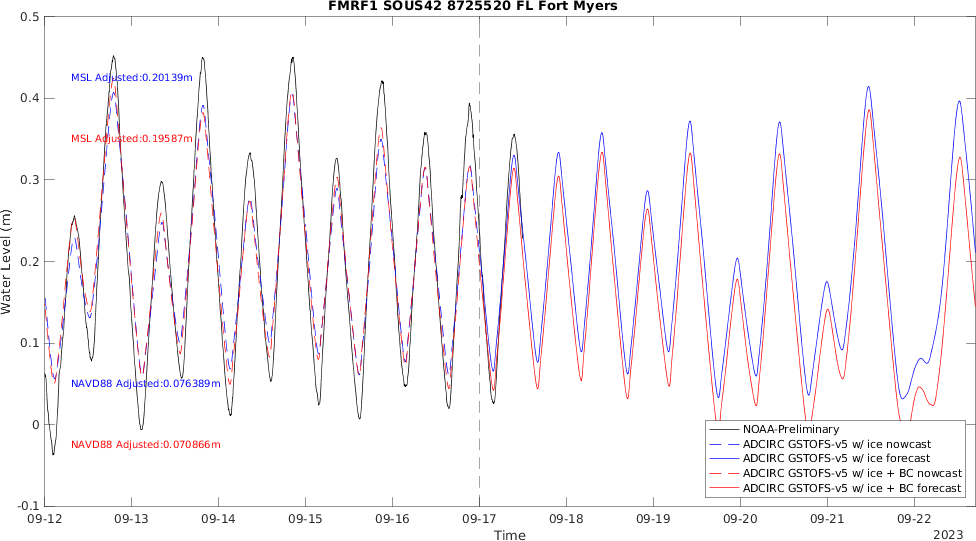 FMRF1 SOUS42 8725520 FL Fort Myers
0.5
0.4
0.3
0.2
0.1
0
-0.1
Water Level (m)
MSL Adjusted:0.20139m
MSL Adjusted:0.19587m
NAVD88 Adjusted:0.076389m
NAVD88 Adjusted:0.070866m
NOAA-Preliminary
ADCIRC GSTOFS-v5 w/ ice nowcast
ADCIRC GSTOFS-v5 w/ ice forecast
ADCIRC GSTOFS-v5 w/ ice + BC nowcast
ADCIRC GSTOFS-v5 w/ ice + BC forecast
09-12 09-13 09-14 09-15 09-16 09-17 09-18 09-19 09-20 09-21 09-22
Time
2023